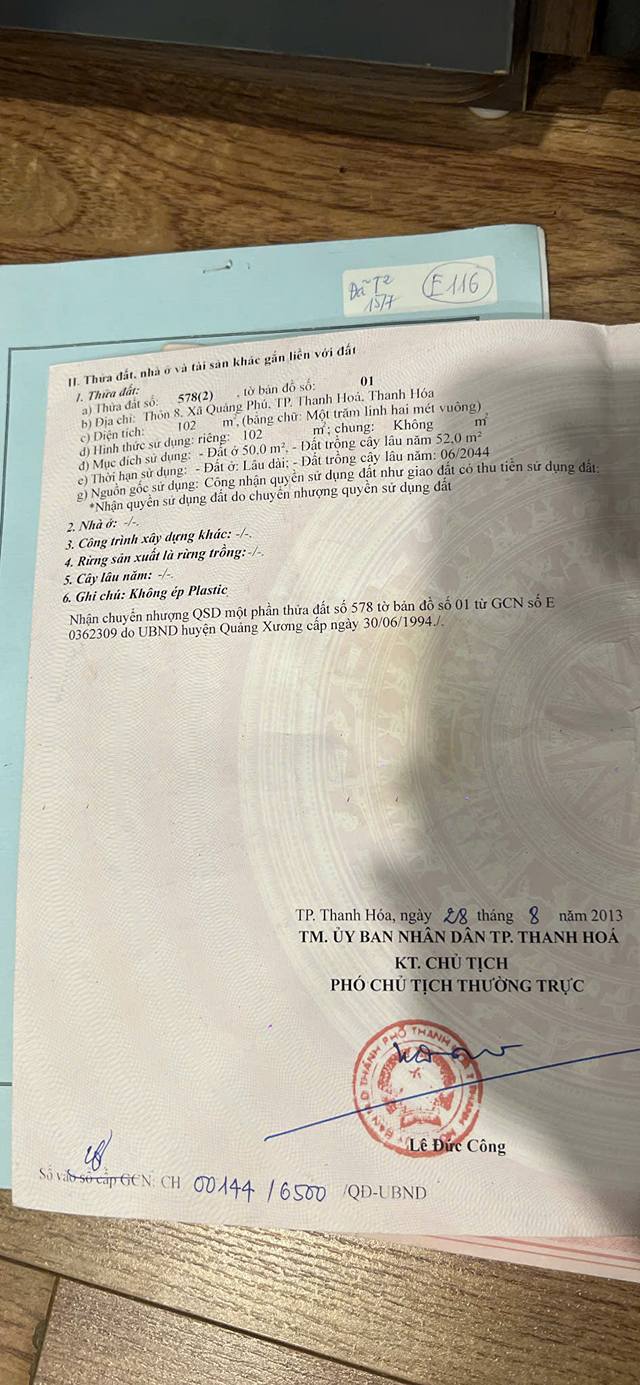 Đã T2
15/7
E116
II. Thửa đất, nhà ở và tài sản khác gắn liền với đất
1. Thửa đất:
a) Thửa đất số: 578(2) , tờ bản đồ số: 01
b) Địa chỉ: Thôn 8, Xã Quảng Phú, TP. Thanh Hoá, Thanh Hóa
c) Diện tích: 102 m², (bằng chữ: Một trăm linh hai mét vuông)
d) Hình thức sử dụng: riêng: 102 m²; chung: Không m²
đ) Mục đích sử dụng: - Đất ở 50.0 m², - Đất trồng cây lâu năm 52,0 m²
e) Thời hạn sử dụng: - Đất ở: Lâu dài; - Đất trồng cây lâu năm: 06/2044
g) Nguồn gốc sử dụng: Công nhận quyền sử dụng đất như giao đất có thu tiền sử dụng đất;
*Nhận quyền sử dụng đất do chuyển nhượng quyền sử dụng đất
2. Nhà ở: -/-.
3. Công trình xây dựng khác: -/-.
4. Rừng sản xuất là rừng trồng:-/-.
5. Cây lâu năm: -/-.
6. Ghi chú: Không ép Plastic
Nhận chuyển nhượng QSD một phần thửa đất số 578 tờ bản đồ số 01 từ GCN số E
0362309 do UBND huyện Quảng Xương cấp ngày 30/06/1994./.
TP. Thanh Hóa, ngày 28 tháng 8 năm 2013
TM. ỦY BAN NHÂN DÂN TP. THANH HOÁ
KT. CHỦ TỊCH
PHÓ CHỦ TỊCH THƯỜNG TRỰC
Lê Đức Công
Số vào sổ cấp GCN: CH 00144 / 6500 /QĐ-UBND